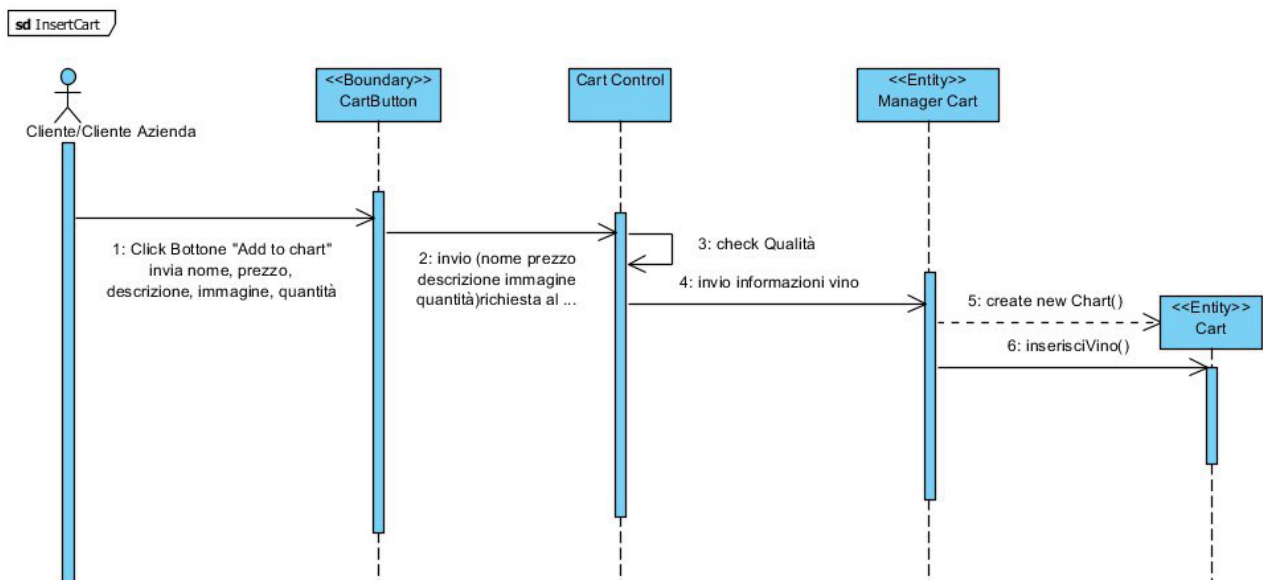 sd InsertCart
Cliente/Cliente Azienda
<<Boundary>>
CartButton
Cart Control
<<Entity>>
Manager Cart
1: Click Bottone "Add to chart"
invia nome, prezzo,
descrizione, immagine, quantità
2: invio (nome prezzo
descrizione immagine
quantità)richiesta al ...
3: check Qualità
4: invio informazioni vino
5: create new Chart()
<<Entity>>
Cart
6: inserisciVino()